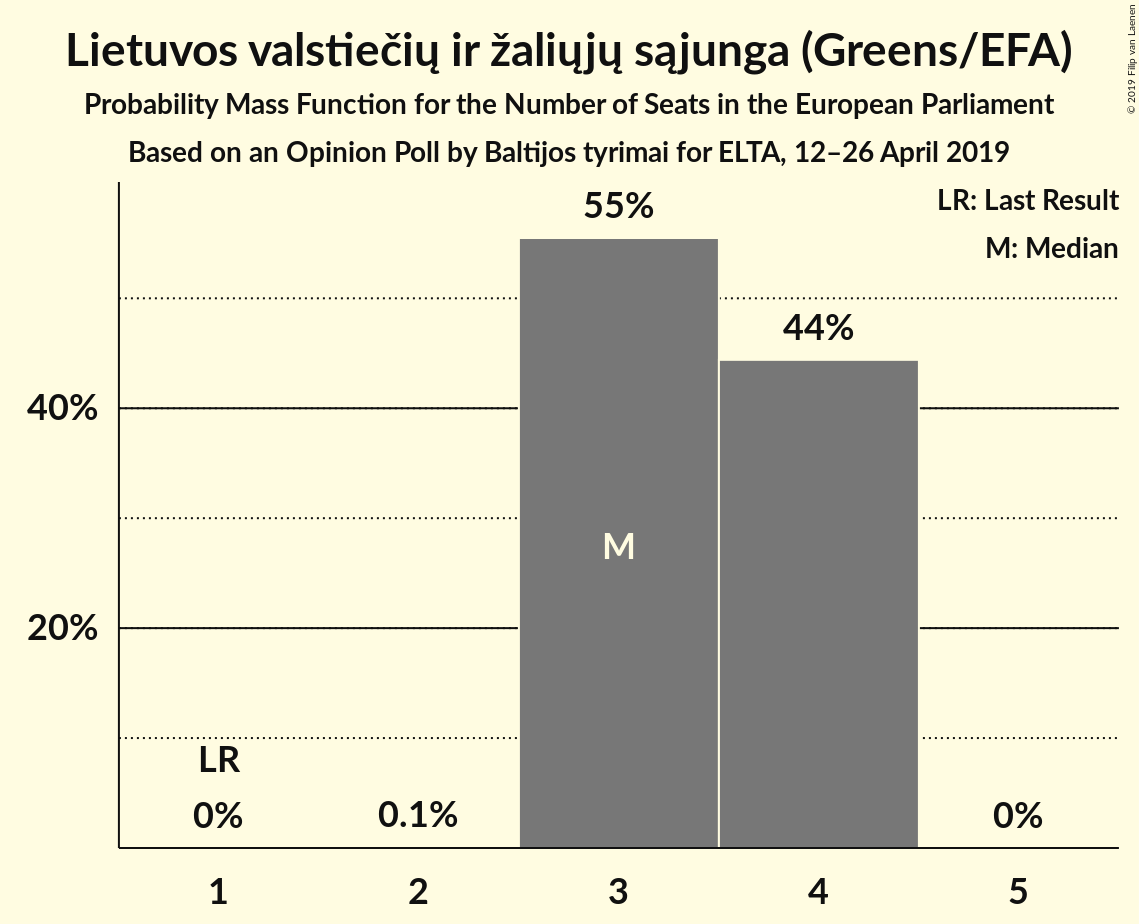 Lietuvos valstiečių ir žaliųjų sąjunga (Greens/EFA)
Probability Mass Function for the Number of Seats in the European Parliament
Based on an Opinion Poll by Baltijos tyrimai for ELTA, 12–26 April 2019
© 2019 Filip van Laenen
LR: Last Result
M: Median
55%
44%
40%
M
20%
LR
0%
0.1%
0%
1 2 3 4 5